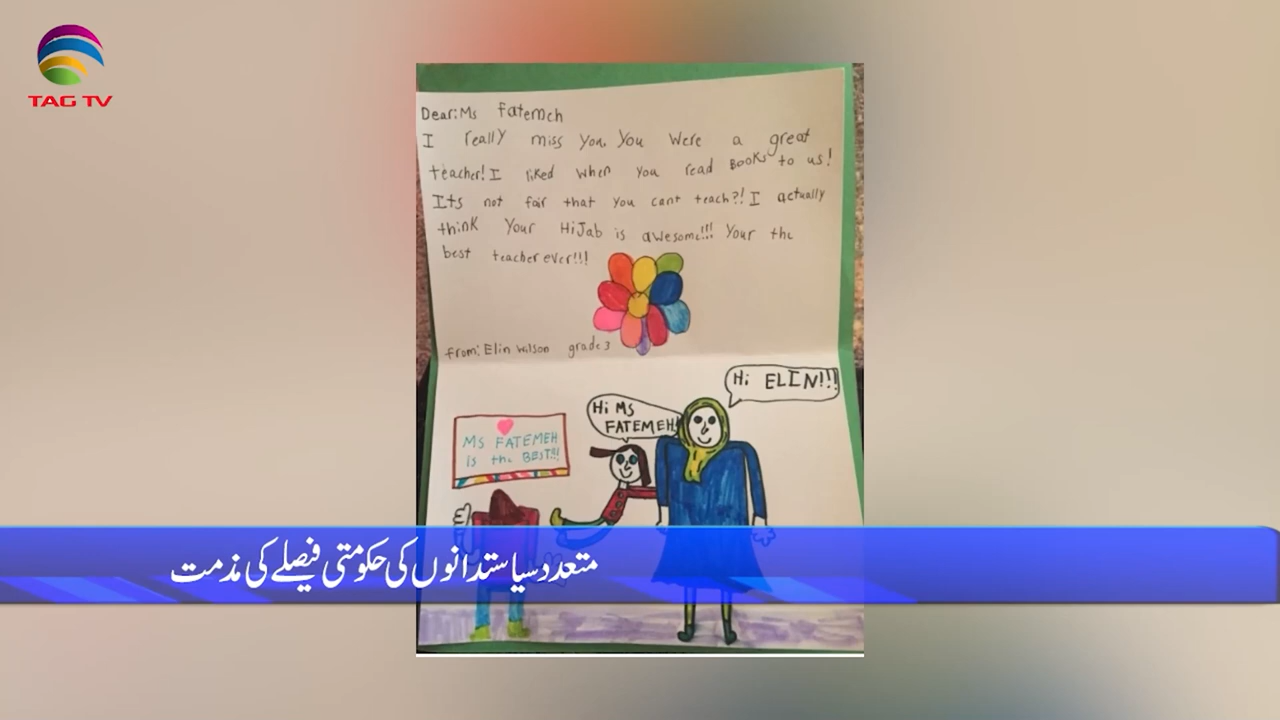 TAG TV
Dear: Ms Fatemeh
I really miss you. You were a great
teacher! I liked when you read BOOKS to us!
Its not fair that you cant teach?! I actually
think Your HiJab is awesome!!! Your the
best teacher ever!!!
from: Elin wilson grade 3
Hi ELIN!!!
Hi MS
FATEMEH!
MS FATEMEH
is the BEST!!!
متعدد سیاستدانوں کی حکومتی فیصلے کی مذمت